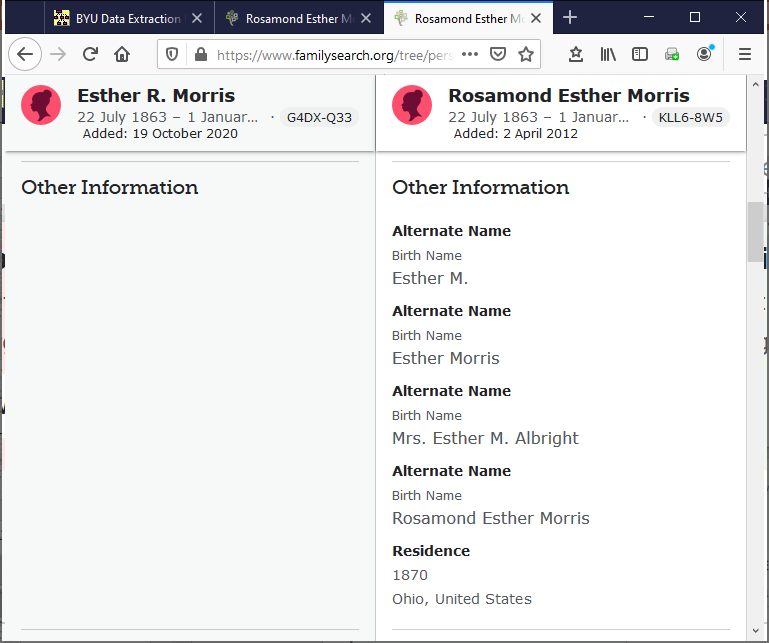 BYU Data Extraction
Rosamond Esther Mo
Rosamond Esther Mo
https://www.familysearch.org/tree/pers
Esther R. Morris
22 July 1863 – 1 Januar... · G4DX-Q33
Added: 19 October 2020
Other Information
Rosamond Esther Morris
22 July 1863 – 1 Januar... · KLL6-8W5
Added: 2 April 2012
Other Information
Alternate Name
Birth Name
Esther M.
Alternate Name
Birth Name
Esther Morris
Alternate Name
Birth Name
Mrs. Esther M. Albright
Alternate Name
Birth Name
Rosamond Esther Morris
Residence
1870
Ohio, United States